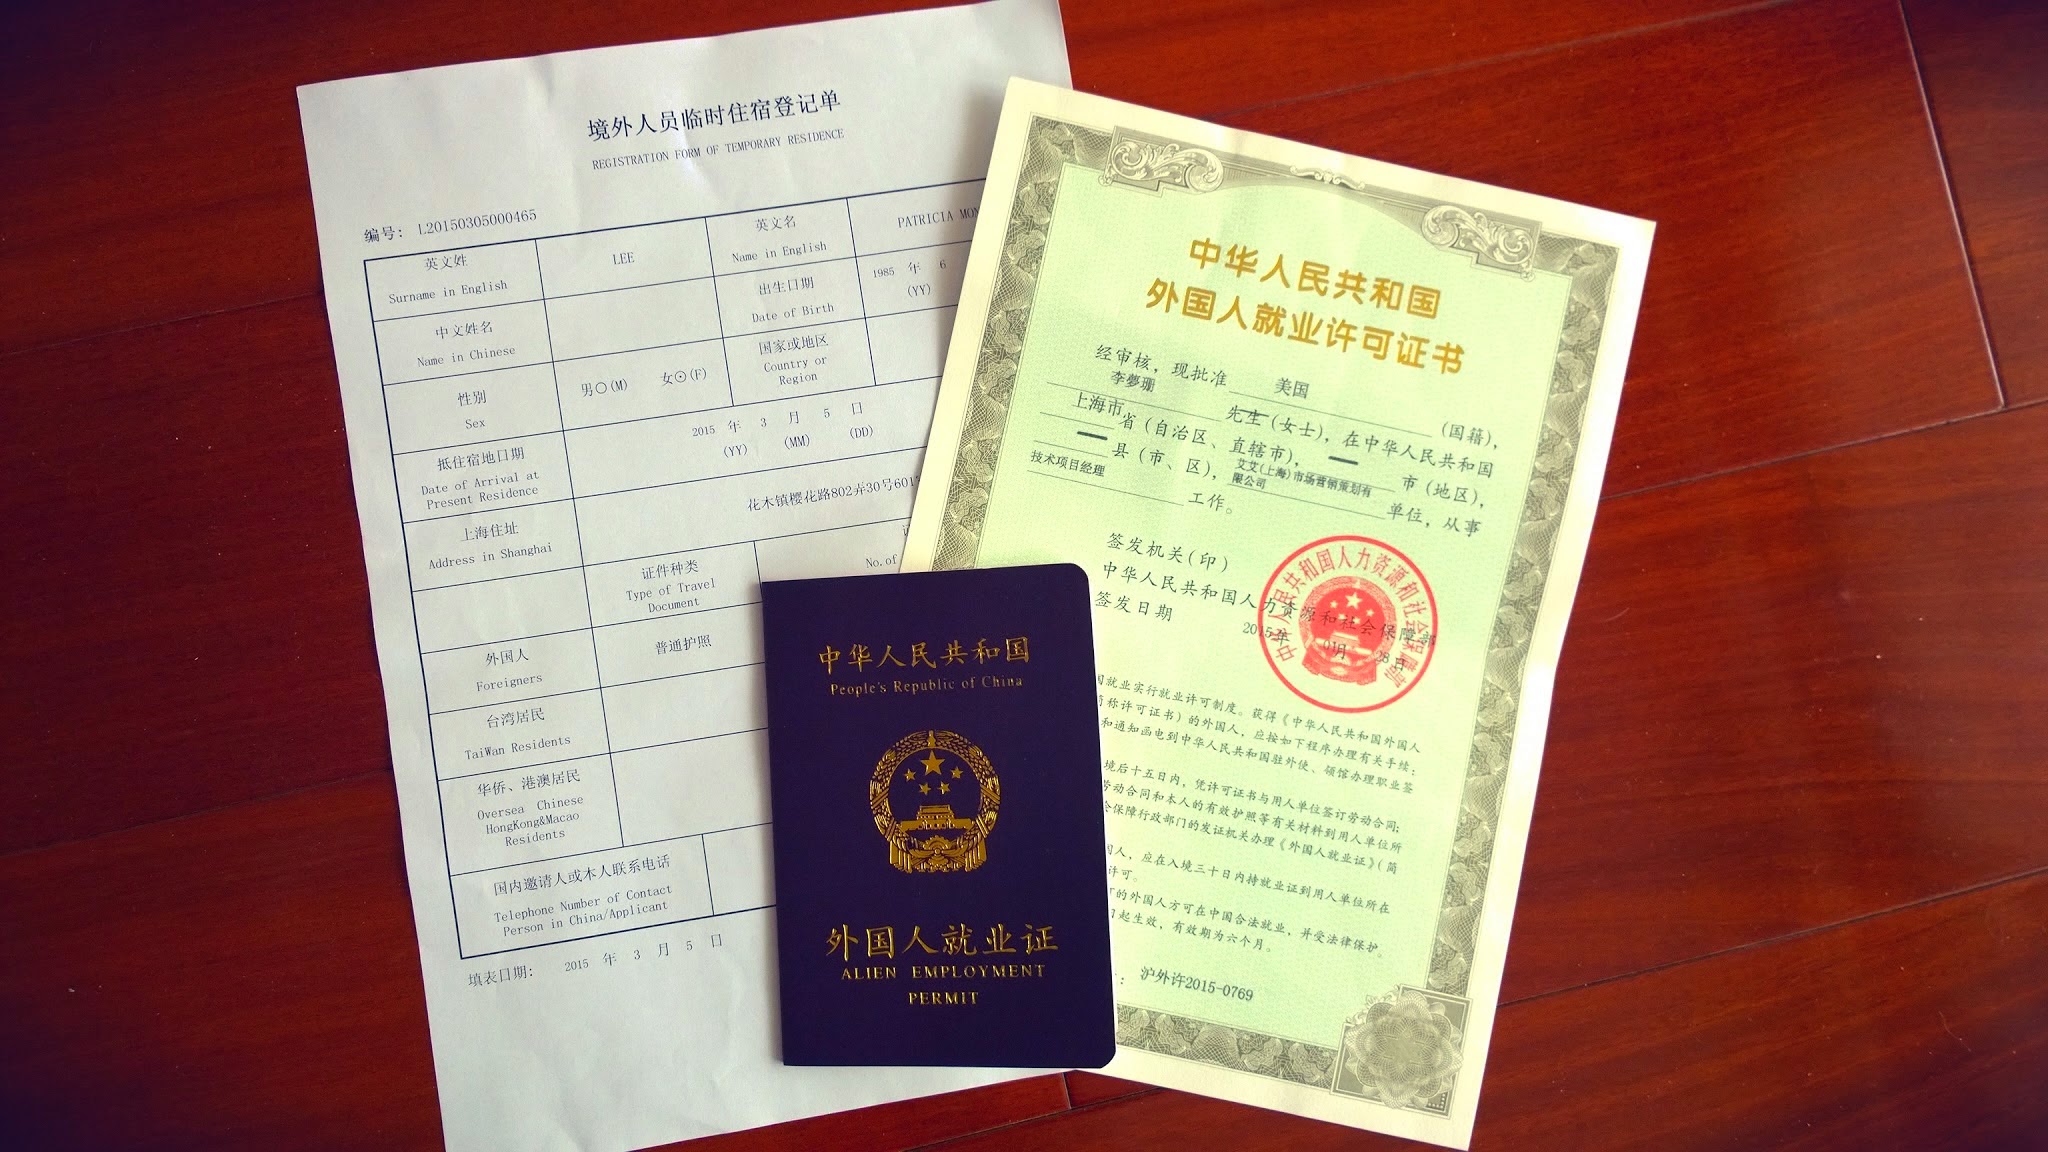 境外人员临时住宿登记单
REGISTRATION FORM OF TEMPORARY RESIDENCE
编号: L20150305000465
英文姓
Surname in English
LEE
英文名
Name in English
PATRICIA
中文姓名
Name in Chinese
出生日期
Date of Birth
1985 年 6
(YY)
性别
Sex
男○(M) 女⊙(F)
国家或地区
Country or
Region
抵住宿地日期
Date of Arrival at
Present Residence
2015 年 3 月 5 日
(YY) (MM) (DD)
上海住址
Address in Shanghai
花木镇樱花路802弄30号601
证件种类
Type of Travel
Document
No. of
外国人
Foreigners
普通护照
台湾居民
TaiWan Residents
华侨、港澳居民
Oversea Chinese
HongKong&Macao
Residents
国内邀请人或本人联系电话
Telephone Number of Contact
Person in China/Applicant
填表日期: 2015 年 3 月 5 日
中华人民共和国
People's Republic of China
外国人就业证
ALIEN EMPLOYMENT
PERMIT
中华人民共和国
外国人就业许可证书
经审核，现批准 美国 (国籍)，
李夢珊 先生(女士)，在中华人民共和国
上海市 省(自治区、直辖市)， 一 市(地区)，
一 县(市、区)， 艾艾(上海)市场营销策划有
限公司 单位，从事
技术项目经理 工作。
签发机关(印)
中华人民共和国人力资源和社会保障部
签发日期 2015年 01月 28日
中华人民共和国人力资源和社会保障部
国就业实行就业许可制度。获得《中华人民共和国外国人
简称许可证书）的外国人，应按如下程序办理有关手续：
和通知函电到中华人民共和国驻外使、领馆办理职业签
境后十五日内，凭许可证书与用人单位签订劳动合同；
劳动合同和本人的有效护照等有关材料到用人单位所
会保障行政部门的发证机关办理《外国人就业证》（简
国人，应在入境三十日内持就业证到用人单位所在
许可。
的外国人方可在中国合法就业，并受法律保护。
起生效，有效期为六个月。
沪外许2015-0769